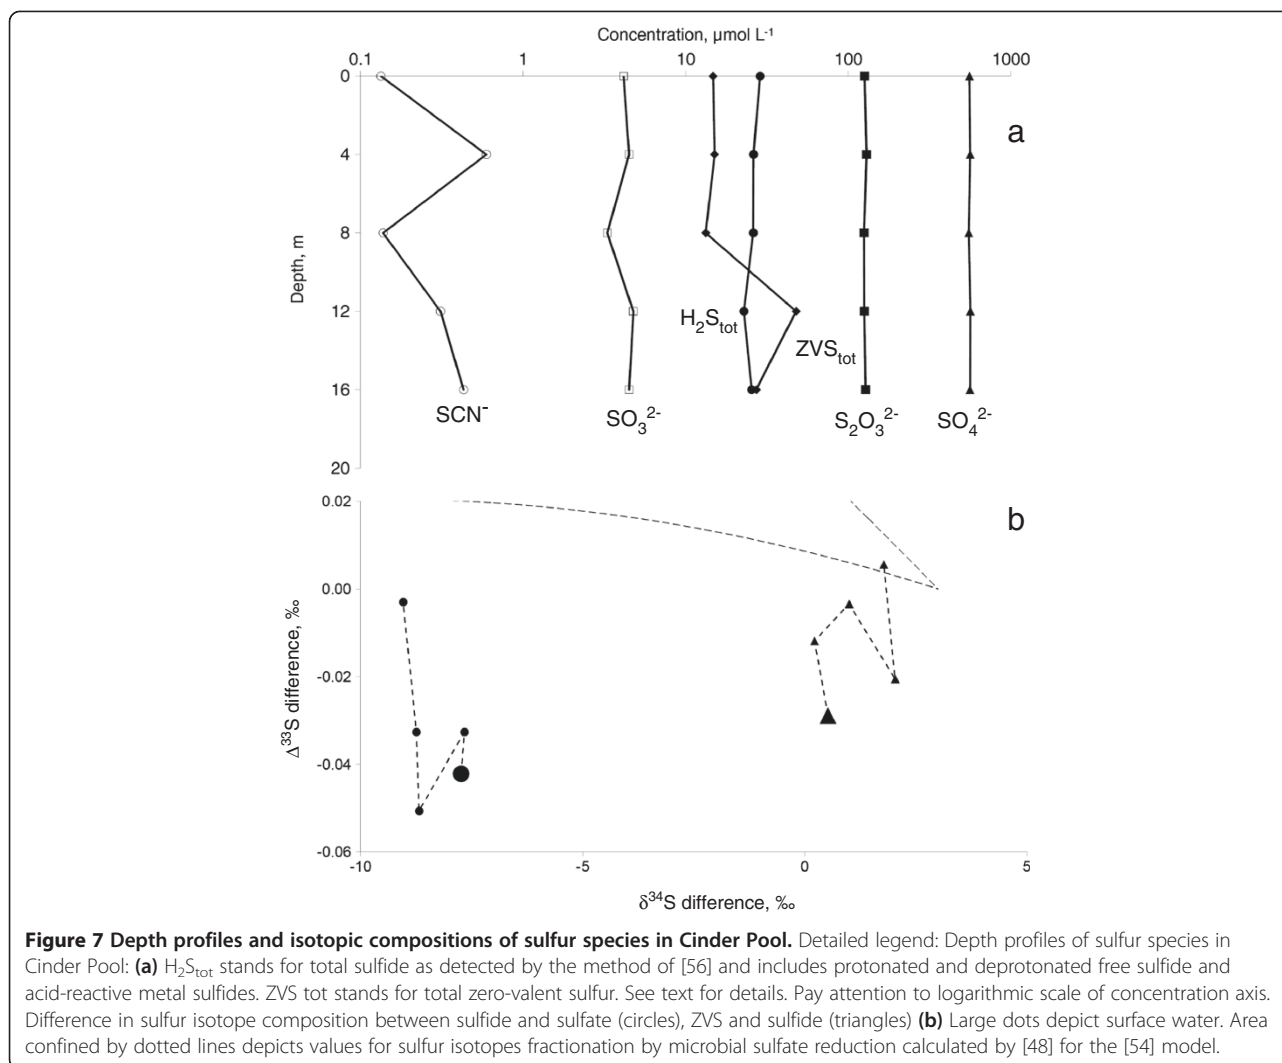 Concentration, µmol L⁻¹
0.1 1 10 100 1000
0
4
8
12
16
20
Depth, m
a
H₂S_tot
ZVS_tot
SCN⁻ SO₃²⁻ S₂O₃²⁻ SO₄²⁻
0.02
0.00
-0.02
-0.04
-0.06
Δ³³S difference, ‰
b
-10 -5 0 5
δ³⁴S difference, ‰
Figure 7 Depth profiles and isotopic compositions of sulfur species in Cinder Pool. Detailed legend: Depth profiles of sulfur species in
Cinder Pool: (a) H₂S_tot stands for total sulfide as detected by the method of [56] and includes protonated and deprotonated free sulfide and
acid-reactive metal sulfides. ZVS tot stands for total zero-valent sulfur. See text for details. Pay attention to logarithmic scale of concentration axis.
Difference in sulfur isotope composition between sulfide and sulfate (circles), ZVS and sulfide (triangles) (b) Large dots depict surface water. Area
confined by dotted lines depicts values for sulfur isotopes fractionation by microbial sulfate reduction calculated by [48] for the [54] model.